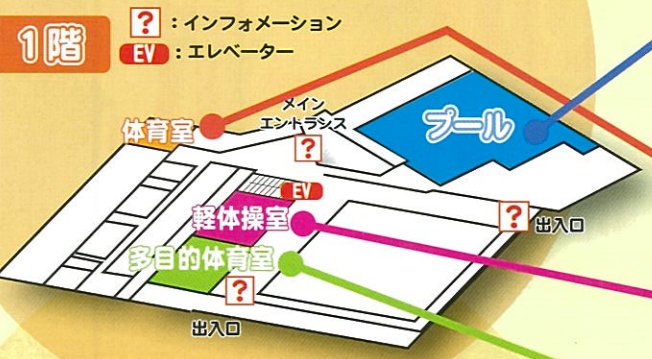 1階
?：インフォメーション
EV：エレベーター
体育室
メイン
エントランス
?
プール
EV
軽体操室
?
出入口
多目的体育室
?
出入口